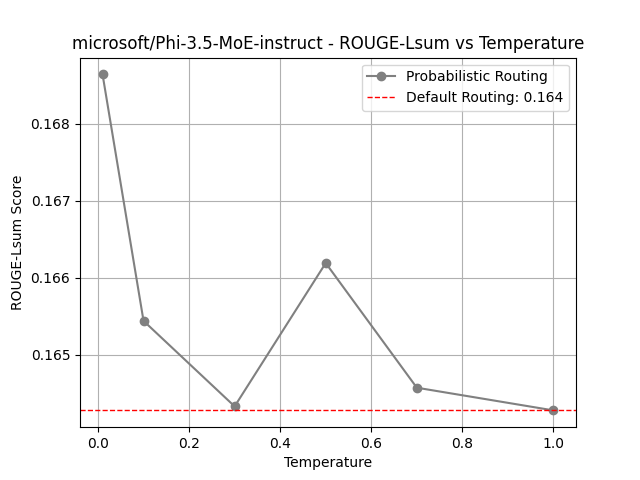 microsoft/Phi-3.5-MoE-instruct - ROUGE-Lsum vs Temperature
Probabilistic Routing
Default Routing: 0.164
0.168
0.167
0.166
0.165
ROUGE-Lsum Score
0.0 0.2 0.4 0.6 0.8 1.0
Temperature